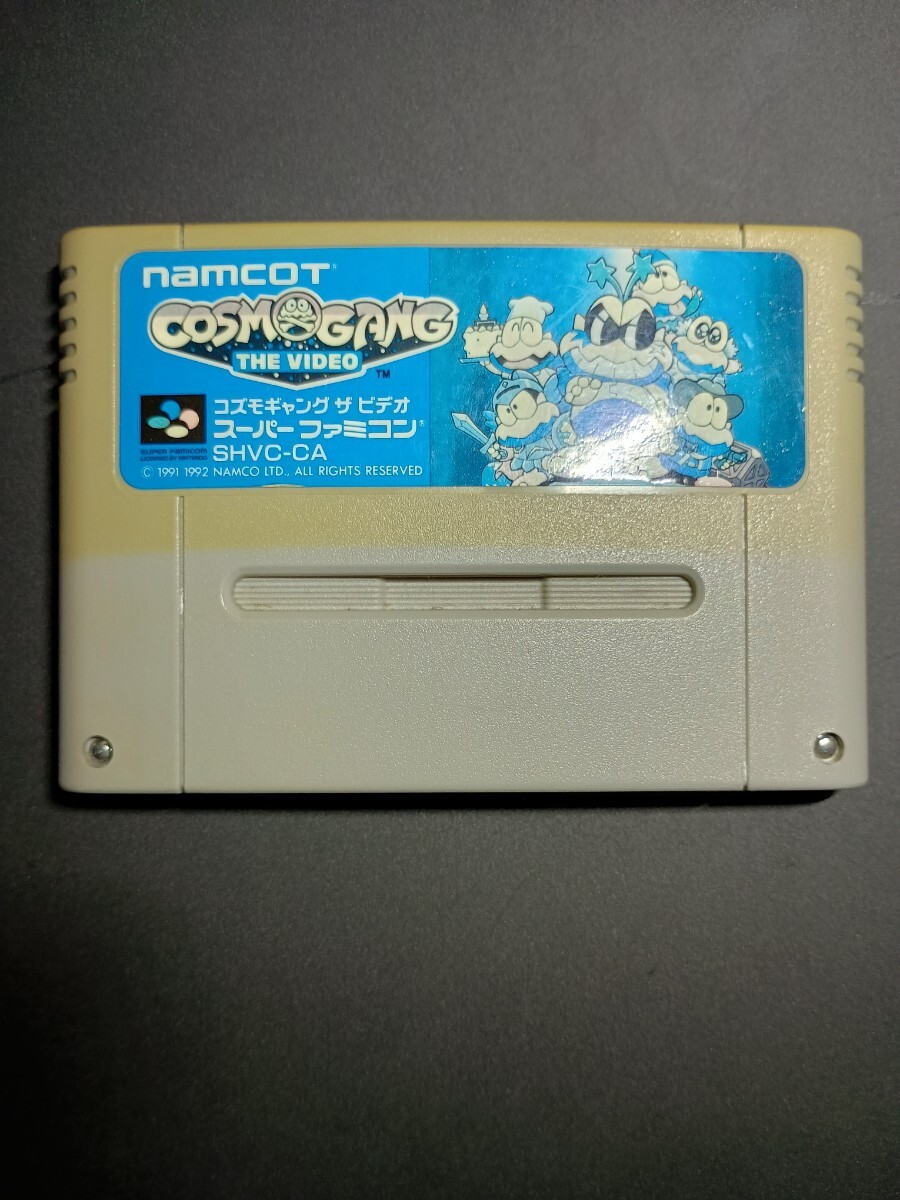 namcoT
COSMOGANG
THE VIDEO
TM
コズモギャング ザ ビデオ
スーパー ファミコン®
SHVC-CA
SUPER FAMICOM
LICENSED BY NINTENDO
© 1991 1992 NAMCO LTD., ALL RIGHTS RESERVED